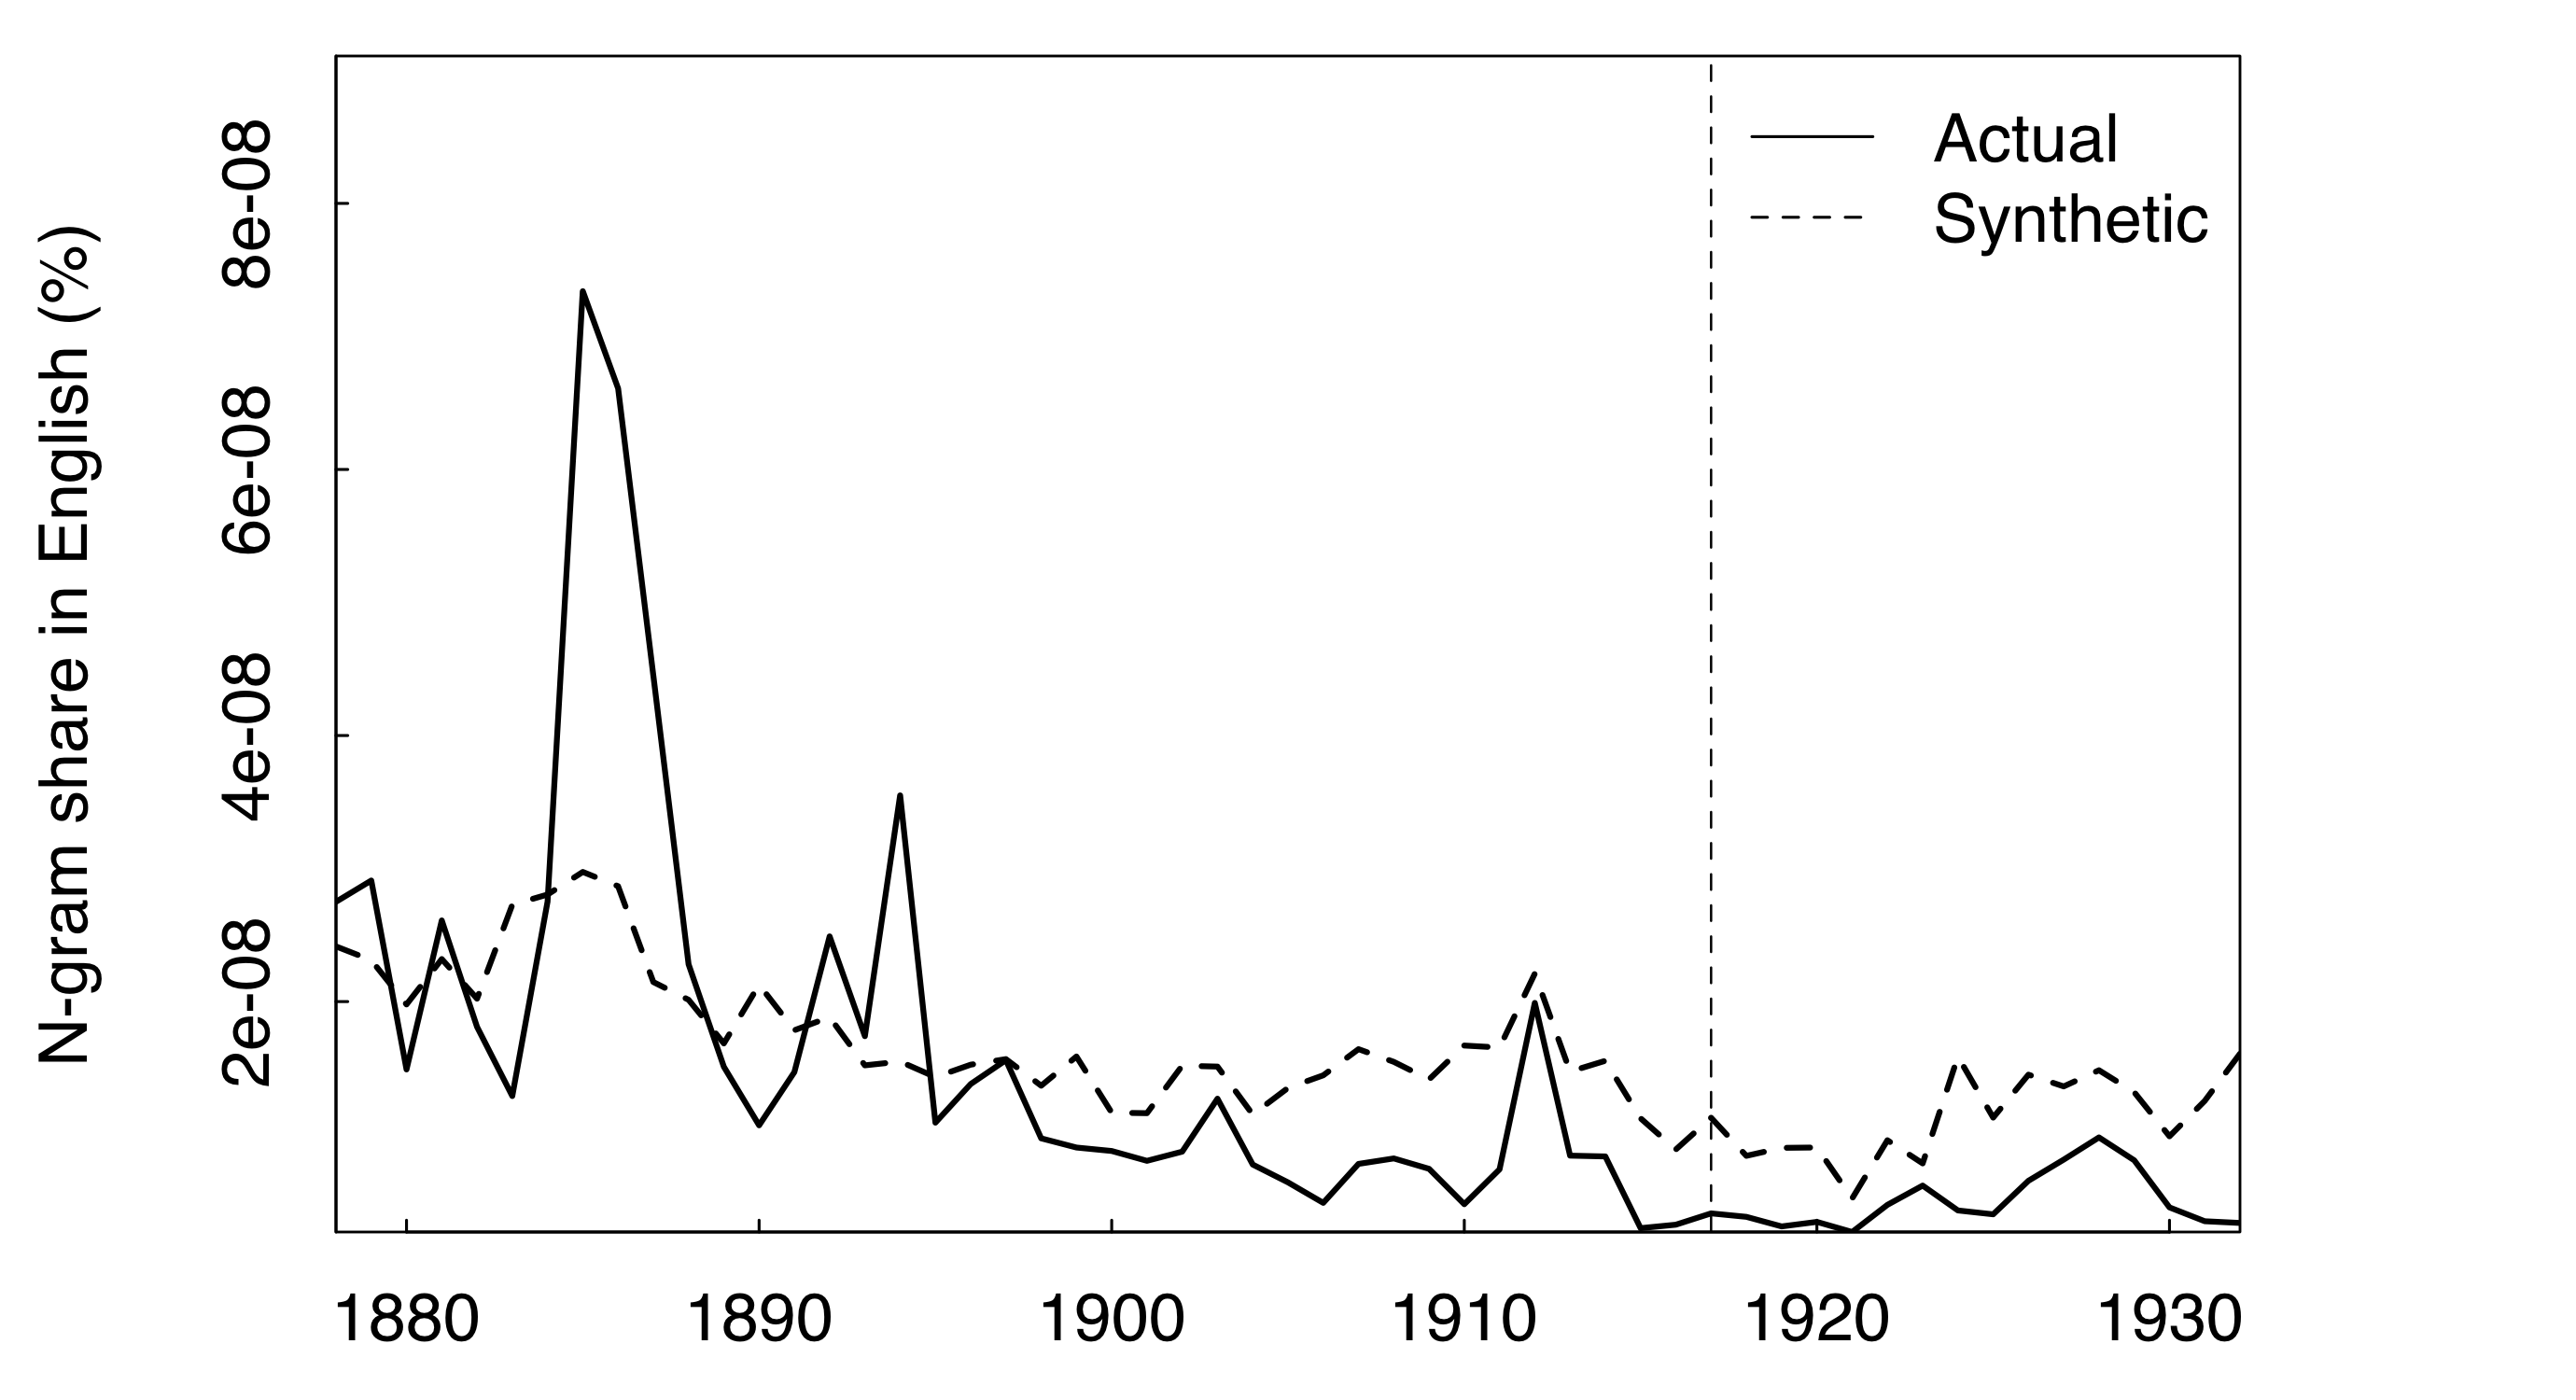 N-gram share in English (%)
8e-08
6e-08
4e-08
2e-08
Actual
Synthetic
1880 1890 1900 1910 1920 1930